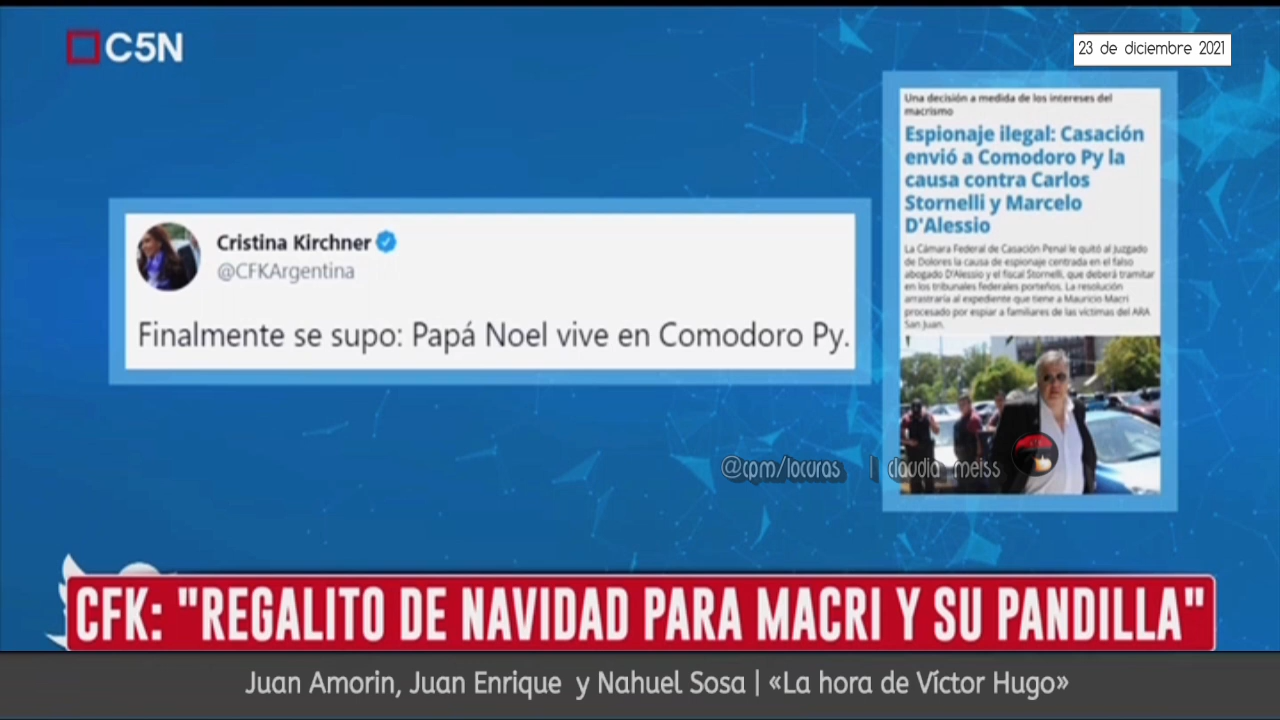 C5N
23 de diciembre 2021
Una decisión a medida de los intereses del
macrismo
Espionaje ilegal: Casación
envió a Comodoro Py la
causa contra Carlos
Stornelli y Marcelo
D'Alessio
La Cámara Federal de Casación Penal le quitó al Juzgado
de Dolores la causa de espionaje centrada en el falso
abogado D'Alessio y el fiscal Stornelli, que deberá tramitar
en los tribunales federales porteños. La resolución
arrastraría al expediente que tiene a Mauricio Macri
procesado por espiar a familiares de las víctimas del ARA
San Juan.
Cristina Kirchner
@CFKArgentina
Finalmente se supo: Papá Noel vive en Comodoro Py.
@cpm/locuras | claudia meiss
CFK: "REGALITO DE NAVIDAD PARA MACRI Y SU PANDILLA"
Juan Amorin, Juan Enrique y Nahuel Sosa | «La hora de Víctor Hugo»